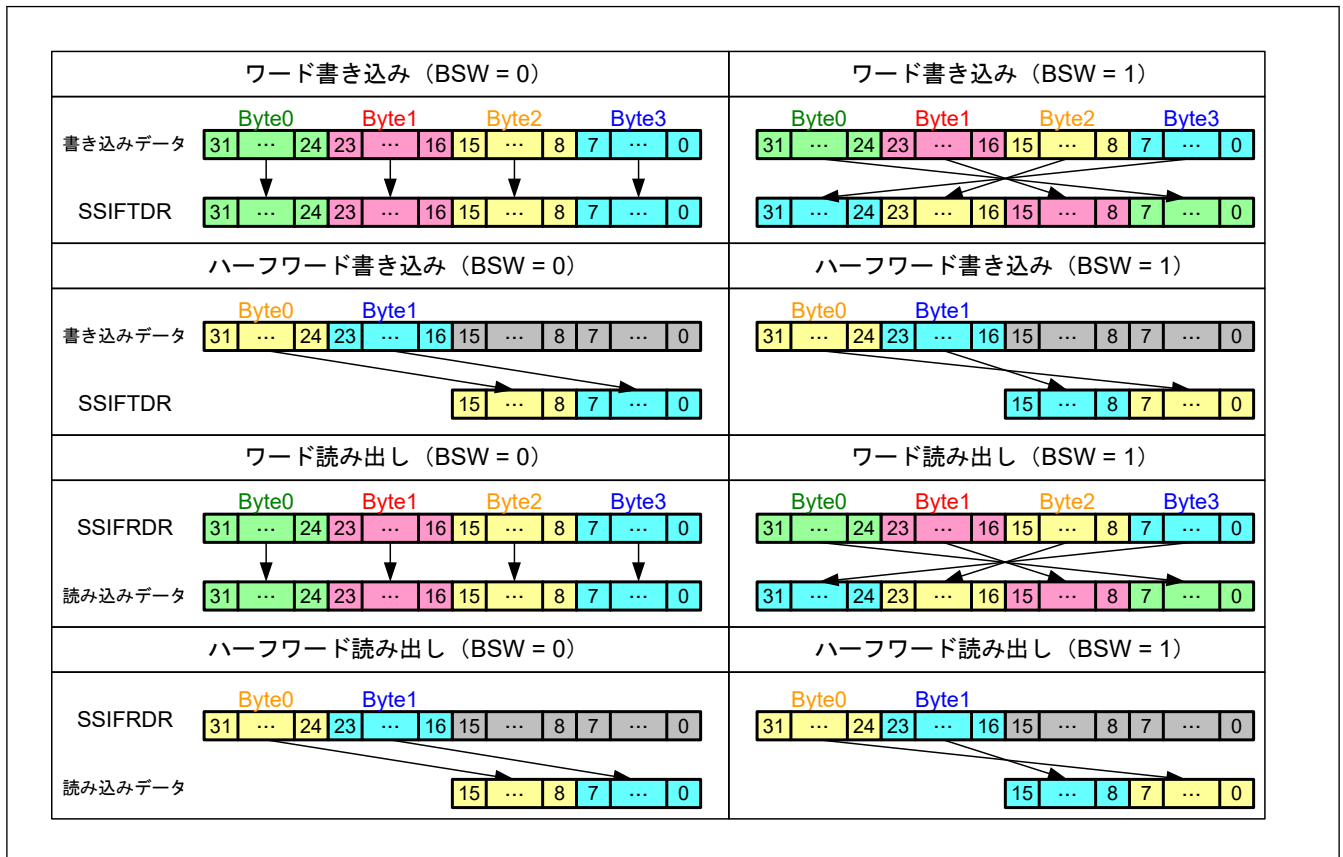 ワード書き込み（BSW = 0）
ワード書き込み（BSW = 1）
Byte0 Byte1 Byte2 Byte3
Byte0 Byte1 Byte2 Byte3
書き込みデータ 31 … 24 23 … 16 15 … 8 7 … 0
31 … 24 23 … 16 15 … 8 7 … 0
SSIFTDR 31 … 24 23 … 16 15 … 8 7 … 0
31 … 24 23 … 16 15 … 8 7 … 0
ハーフワード書き込み（BSW = 0）
ハーフワード書き込み（BSW = 1）
Byte0 Byte1
Byte0 Byte1
書き込みデータ 31 … 24 23 … 16 15 … 8 7 … 0
31 … 24 23 … 16 15 … 8 7 … 0
SSIFTDR 15 … 8 7 … 0
15 … 8 7 … 0
ワード読み出し（BSW = 0）
ワード読み出し（BSW = 1）
Byte0 Byte1 Byte2 Byte3
Byte0 Byte1 Byte2 Byte3
SSIFRDR 31 … 24 23 … 16 15 … 8 7 … 0
31 … 24 23 … 16 15 … 8 7 … 0
読み込みデータ 31 … 24 23 … 16 15 … 8 7 … 0
31 … 24 23 … 16 15 … 8 7 … 0
ハーフワード読み出し（BSW = 0）
ハーフワード読み出し（BSW = 1）
Byte0 Byte1
Byte0 Byte1
SSIFRDR 31 … 24 23 … 16 15 … 8 7 … 0
31 … 24 23 … 16 15 … 8 7 … 0
読み込みデータ 15 … 8 7 … 0
15 … 8 7 … 0